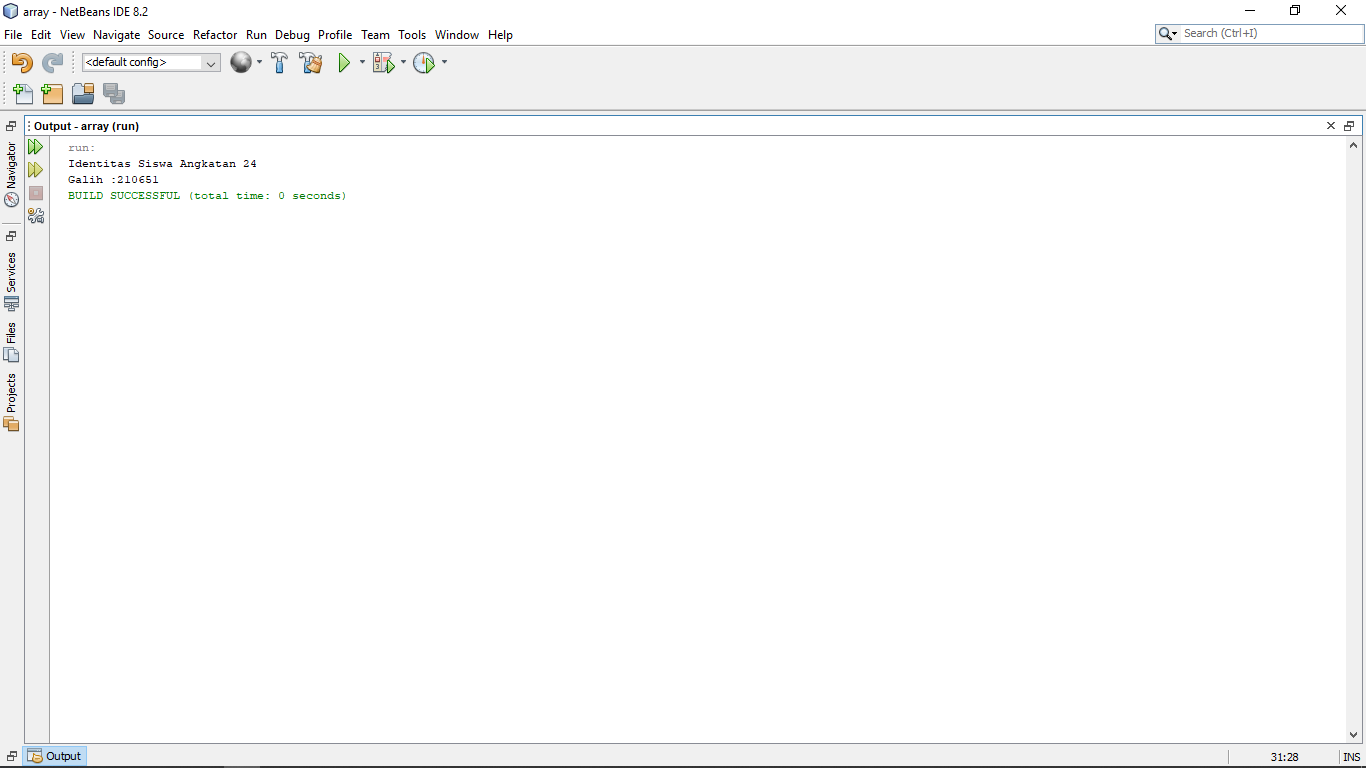 array - NetBeans IDE 8.2
File Edit View Navigate Source Refactor Run Debug Profile Team Tools Window Help
Search (Ctrl+I)
<default config>
Output - array (run)
Navigator
Services
Files
Projects
run:
Identitas Siswa Angkatan 24
Galih :210651
BUILD SUCCESSFUL (total time: 0 seconds)
Output
31:28
INS